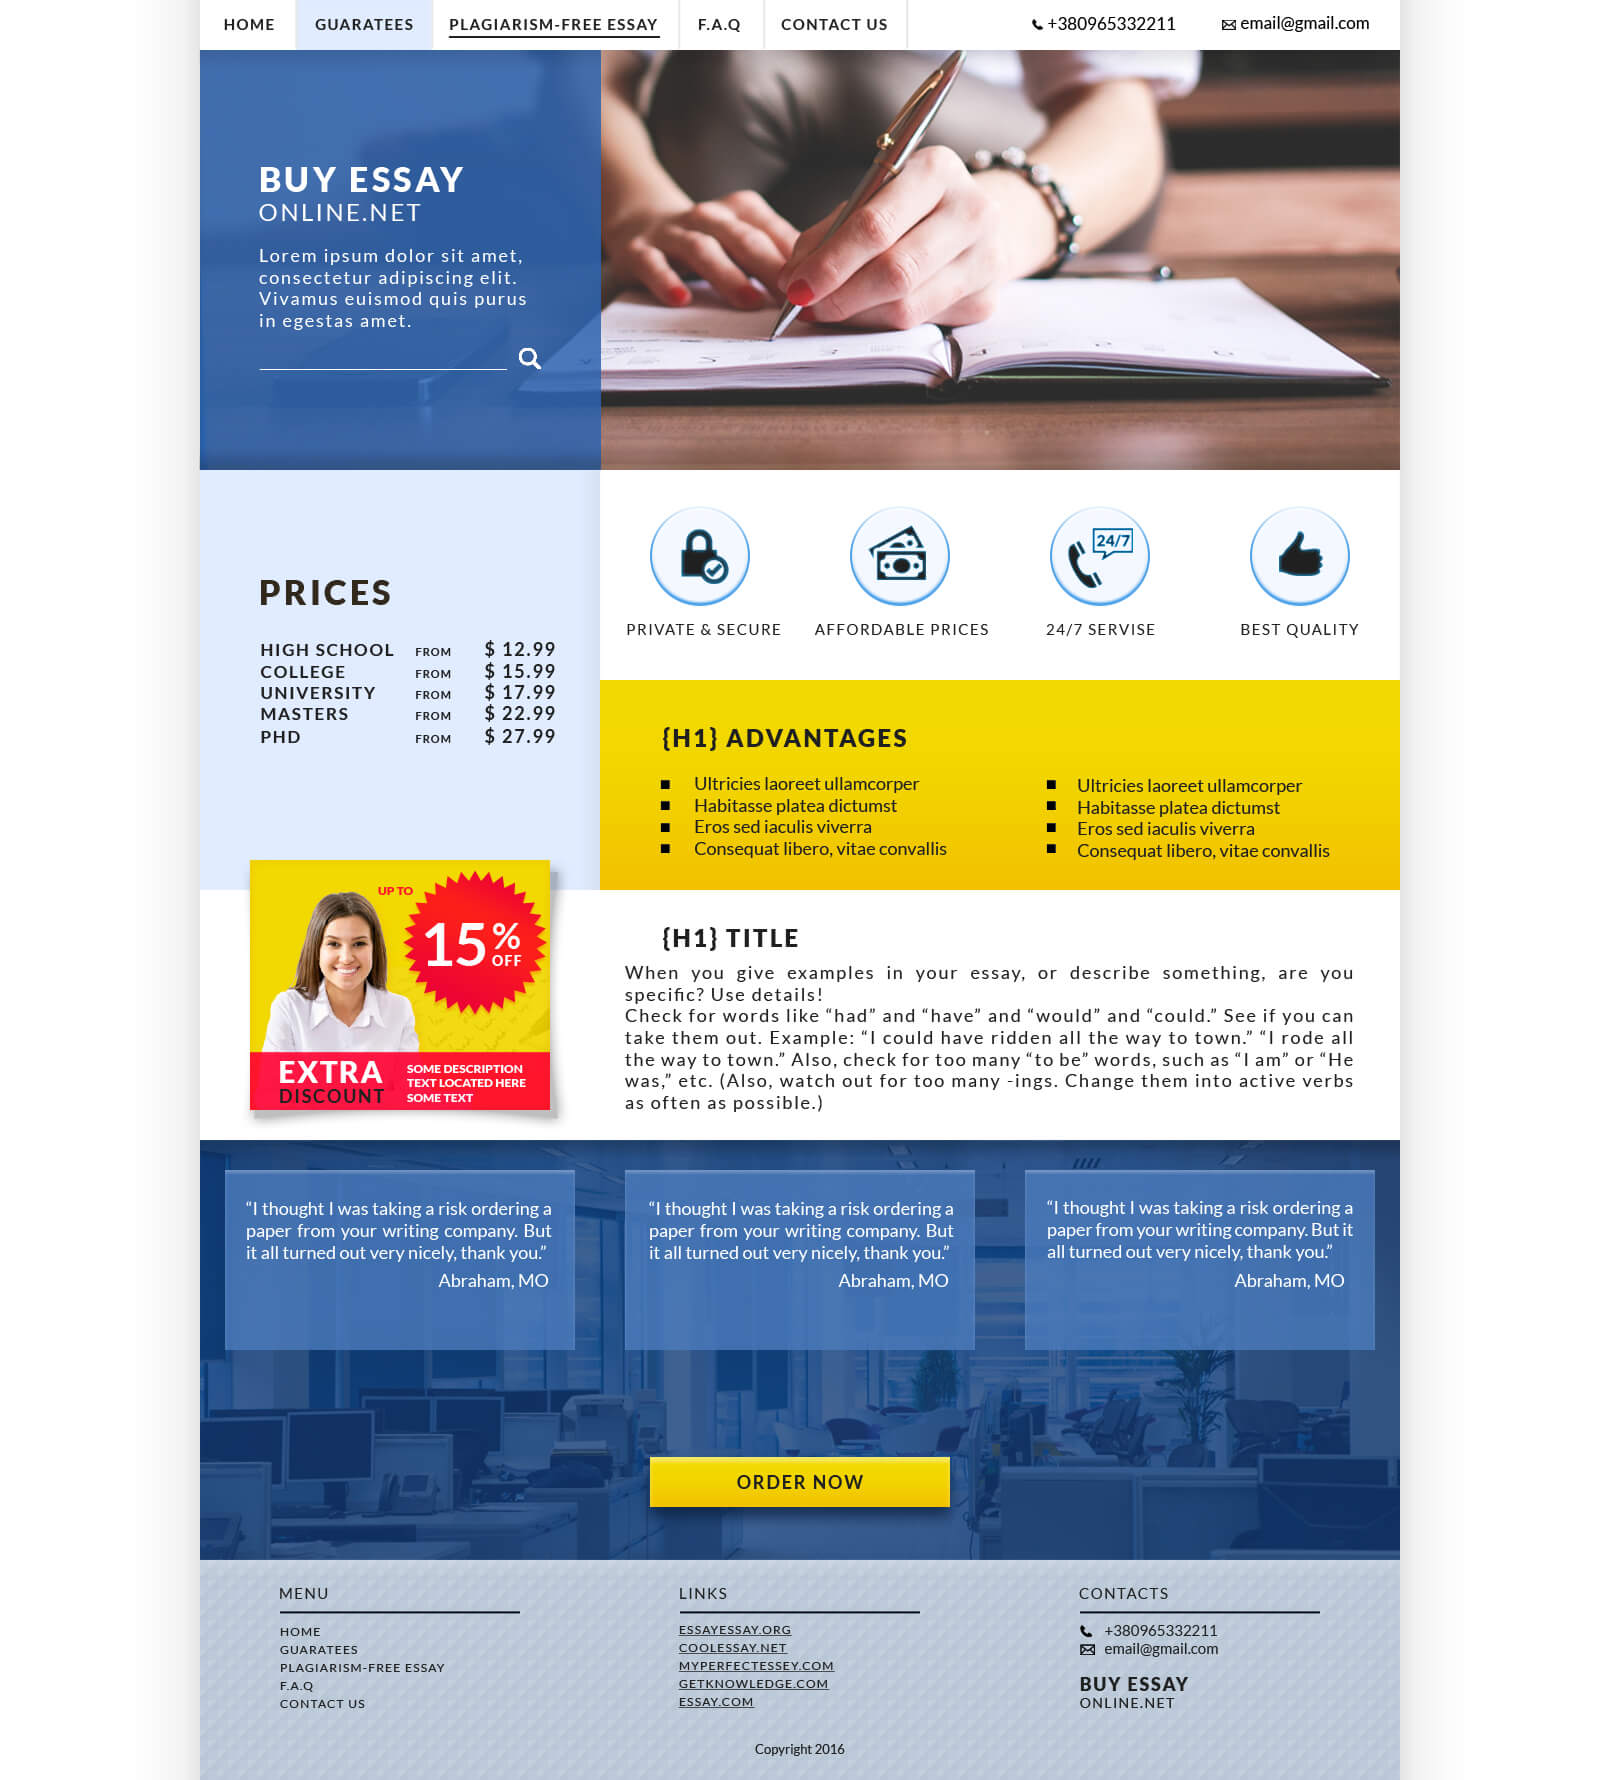 HOME
GUARATEES
PLAGIARISM-FREE ESSAY
F.A.Q
CONTACT US
+380965332211
email@gmail.com
BUY ESSAY
ONLINE.NET
Lorem ipsum dolor sit amet,
consectetur adipiscing elit.
Vivamus euismod quis purus
in egestas amet.
PRICES
HIGH SCHOOL FROM $ 12.99
COLLEGE FROM $ 15.99
UNIVERSITY FROM $ 17.99
MASTERS FROM $ 22.99
PHD FROM $ 27.99
24/7
PRIVATE & SECURE
AFFORDABLE PRICES
24/7 SERVISE
BEST QUALITY
{H1} ADVANTAGES
Ultricies laoreet ullamcorper
Habitasse platea dictumst
Eros sed iaculis viverra
Consequat libero, vitae convallis
Ultricies laoreet ullamcorper
Habitasse platea dictumst
Eros sed iaculis viverra
Consequat libero, vitae convallis
UP TO
15%
OFF
EXTRA
DISCOUNT
SOME DESCRIPTION
TEXT LOCATED HERE
SOME TEXT
{H1} TITLE
When you give examples in your essay, or describe something, are you
specific? Use details!
Check for words like “had” and “have” and “would” and “could.” See if you can
take them out. Example: “I could have ridden all the way to town.” “I rode all
the way to town.” Also, check for too many “to be” words, such as “I am” or “He
was,” etc. (Also, watch out for too many -ings. Change them into active verbs
as often as possible.)
“I thought I was taking a risk ordering a
paper from your writing company. But
it all turned out very nicely, thank you.”
Abraham, MO
“I thought I was taking a risk ordering a
paper from your writing company. But
it all turned out very nicely, thank you.”
Abraham, MO
“I thought I was taking a risk ordering a
paper from your writing company. But it
all turned out very nicely, thank you.”
Abraham, MO
ORDER NOW
MENU
HOME
GUARATEES
PLAGIARISM-FREE ESSAY
F.A.Q
CONTACT US
LINKS
ESSAYESSAY.ORG
COOLESSAY.NET
MYPERFECTESSEY.COM
GETKNOWLEDGE.COM
ESSAY.COM
CONTACTS
+380965332211
email@gmail.com
BUY ESSAY
ONLINE.NET
Copyright 2016